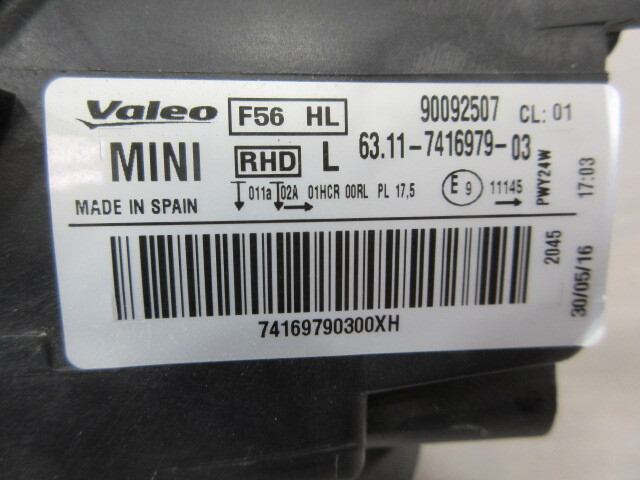 Valeo F56 HL 90092507 CL: 01
MINI RHD L 63.11-7416979-03
MADE IN SPAIN 011a 02A 01HCR 00RL PL 17,5 E9 11145
PWY24W
17:03
2045
30/05/16
74169790300XH